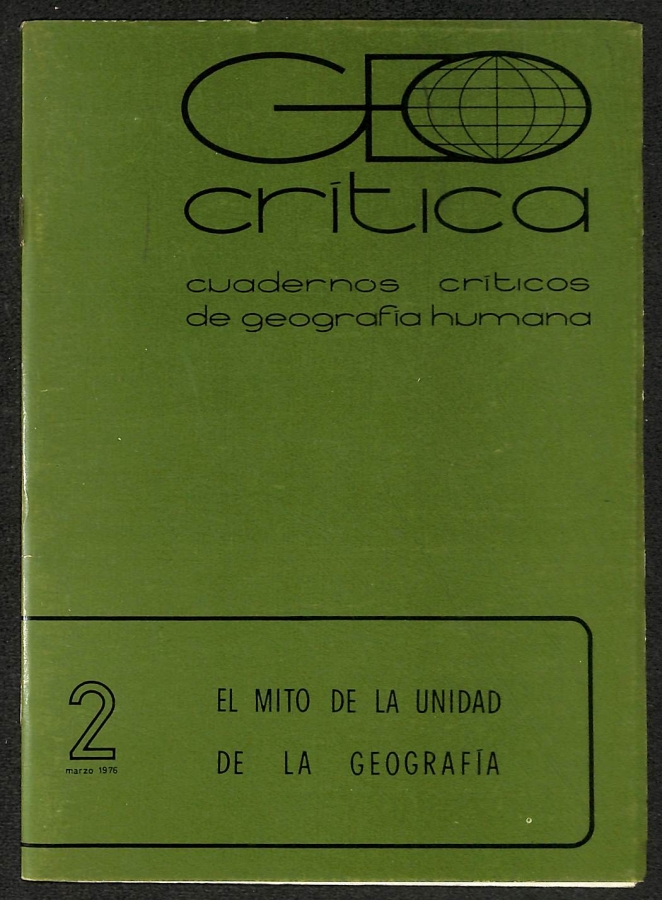 GEO
crítica
cuadernos críticos
de geografía humana
2
marzo 1976
EL MITO DE LA UNIDAD
DE LA GEOGRAFÍA